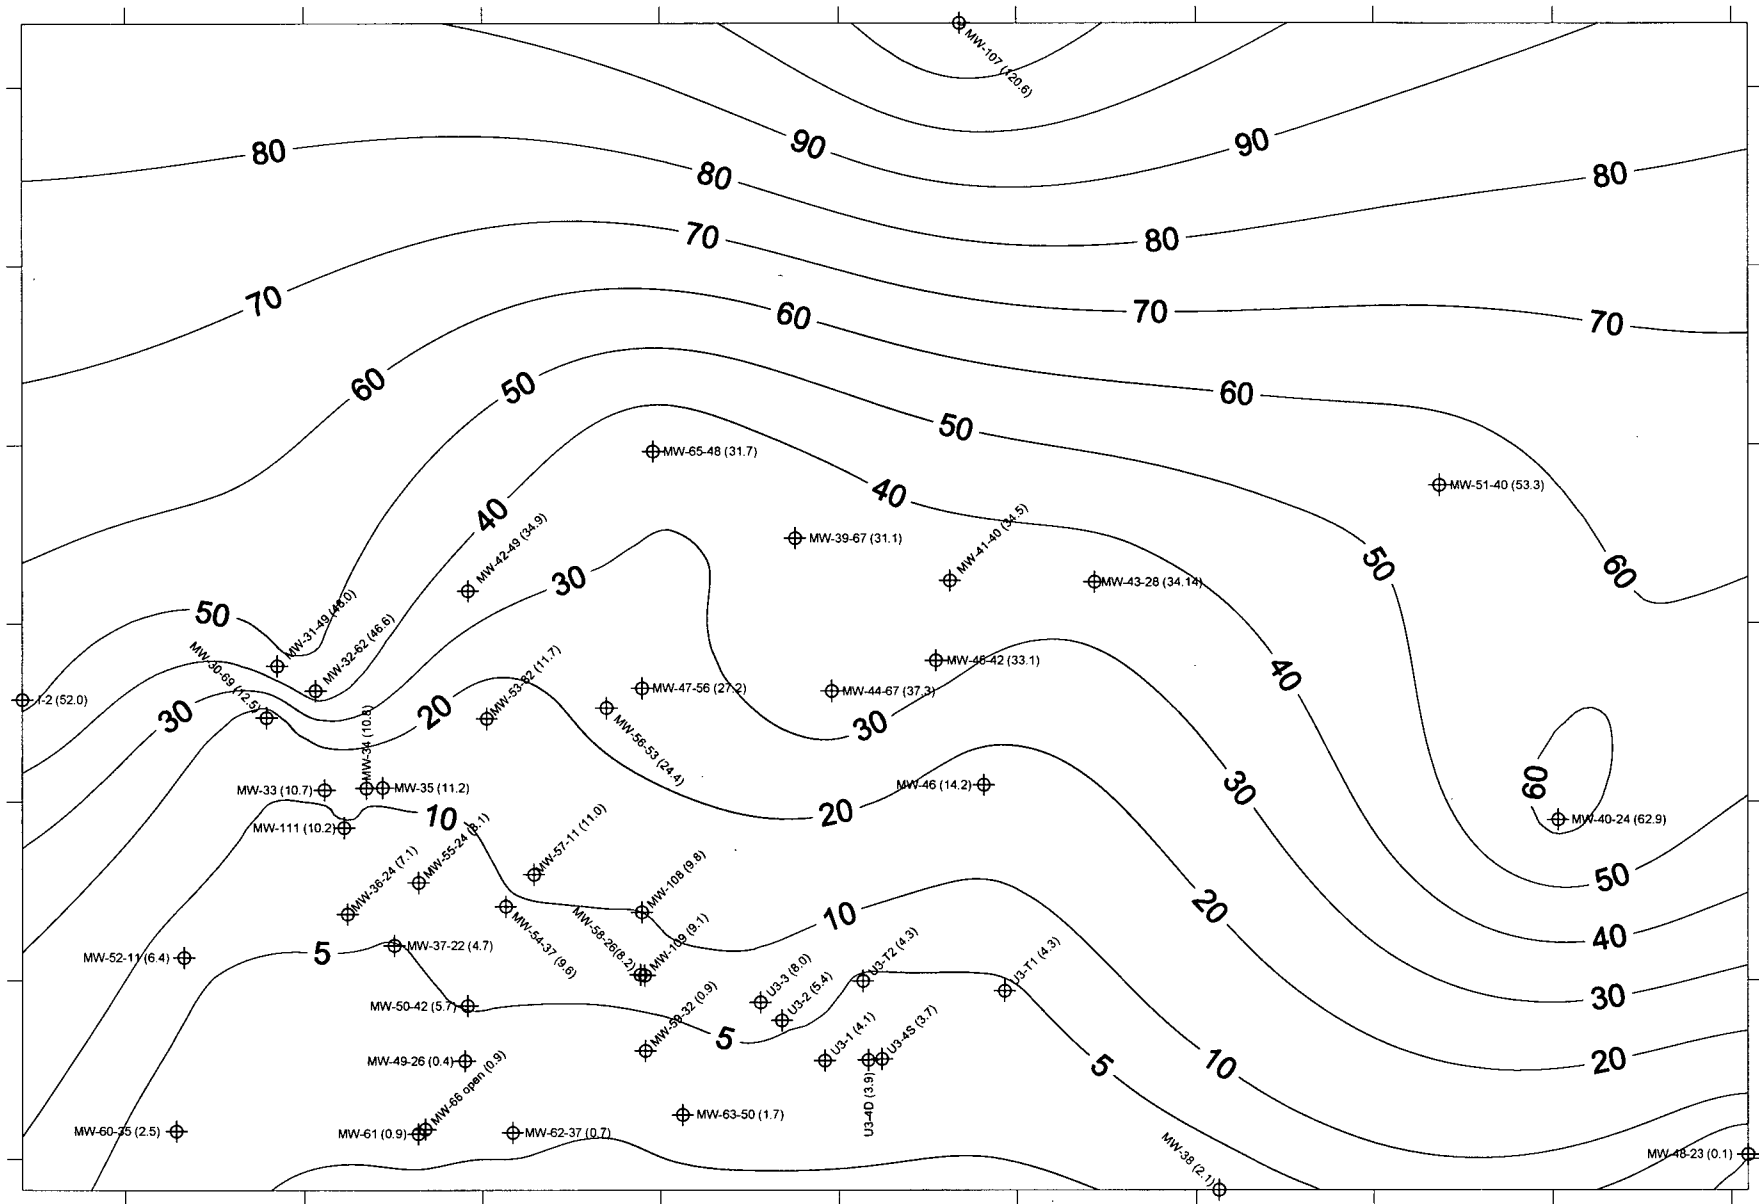 MW-107 (120.6)
90
90
80
80
80
80
70
70
70
70
60
60
60
60
50
50
50
50
50
40
40
40
40
30
30
30
30
30
20
20
20
20
10
10
10
5
5
5
60
MW-65-48 (31.7)
MW-51-40 (53.3)
MW-42-49 (34.9)
MW-39-67 (31.1)
MW-41-40 (34.5)
MW-43-28 (34.14)
MW-31-49 (48.0)
MW-32-62 (46.6)
MW-30-69 (12.5)
I-2 (52.0)
MW-53-82 (11.7)
MW-47-56 (27.2)
MW-44-67 (37.3)
MW-45-42 (33.1)
MW-56-53 (24.4)
MW-34 (10.8)
MW-33 (10.7)
MW-35 (11.2)
MW-46 (14.2)
MW-111 (10.2)
MW-40-24 (62.9)
MW-55-24 (8.1)
MW-57-11 (11.0)
MW-36-24 (7.1)
MW-108 (9.8)
MW-54-37 (9.6)
MW-58-26(8.2)
MW-109 (9.1)
MW-52-11 (6.4)
MW-37-22 (4.7)
U3-3 (8.0)
U3-2 (5.4)
U3-T2 (4.3)
U3-T1 (4.3)
MW-50-42 (5.7)
MW-59-32 (0.9)
MW-49-26 (0.4)
U3-1 (4.1)
U3-4S (3.7)
U3-4D (3.9)
MW-66 open (0.9)
MW-63-50 (1.7)
MW-60-35 (2.5)
MW-61 (0.9)
MW-62-37 (0.7)
MW-38 (2.1)
MW-48-23 (0.1)
10